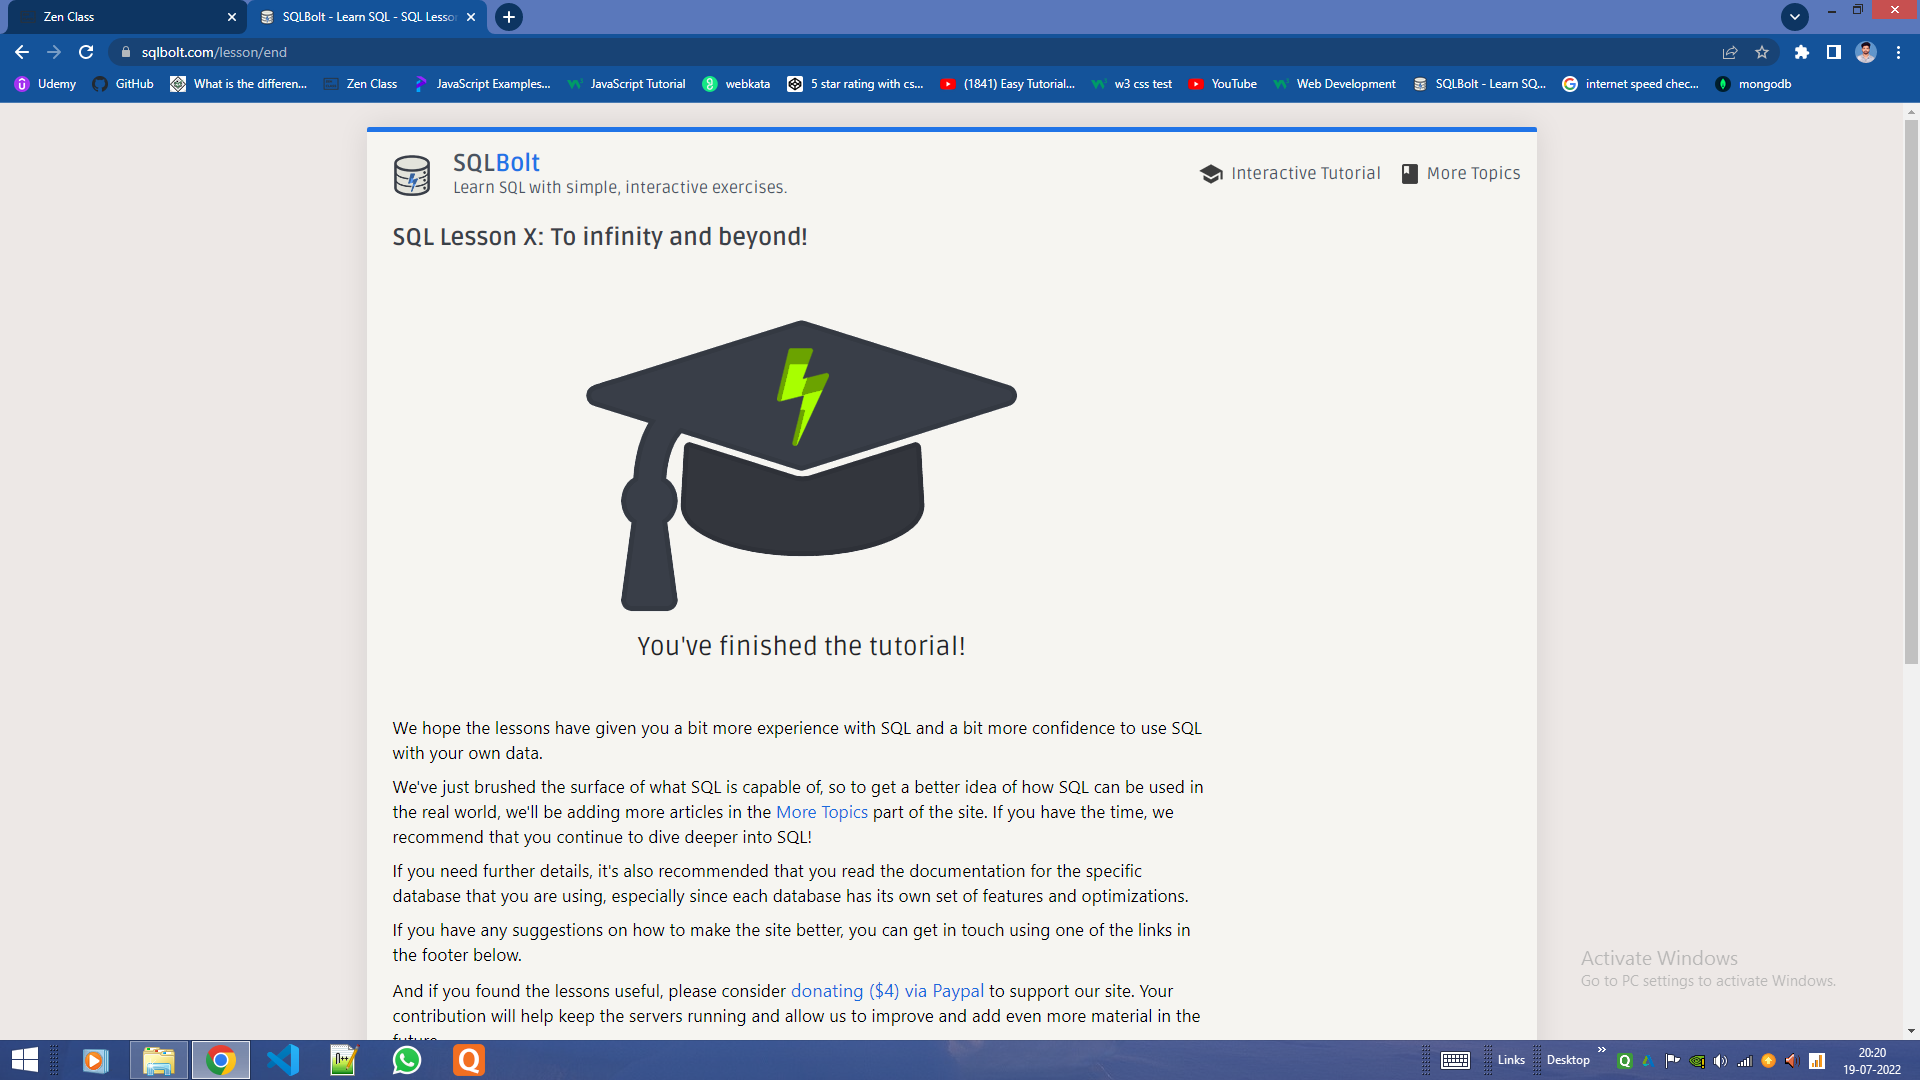 Zen Class
SQLBolt - Learn SQL - SQL Lesson
sqlbolt.com/lesson/end
Udemy
GitHub
What is the differen...
Zen Class
JavaScript Examples...
JavaScript Tutorial
webkata
5 star rating with cs...
(1841) Easy Tutorial...
w3 css test
YouTube
Web Development
SQLBolt - Learn SQ...
internet speed chec...
mongodb
SQLBolt
Learn SQL with simple, interactive exercises.
Interactive Tutorial
More Topics
SQL Lesson X: To infinity and beyond!
You've finished the tutorial!
We hope the lessons have given you a bit more experience with SQL and a bit more confidence to use SQL
with your own data.
We've just brushed the surface of what SQL is capable of, so to get a better idea of how SQL can be used in
the real world, we'll be adding more articles in the More Topics part of the site. If you have the time, we
recommend that you continue to dive deeper into SQL!
If you need further details, it's also recommended that you read the documentation for the specific
database that you are using, especially since each database has its own set of features and optimizations.
If you have any suggestions on how to make the site better, you can get in touch using one of the links in
the footer below.
And if you found the lessons useful, please consider donating ($4) via Paypal to support our site. Your
contribution will help keep the servers running and allow us to improve and add even more material in the
future.
Activate Windows
Go to PC settings to activate Windows.
Links
Desktop
20:20
19-07-2022